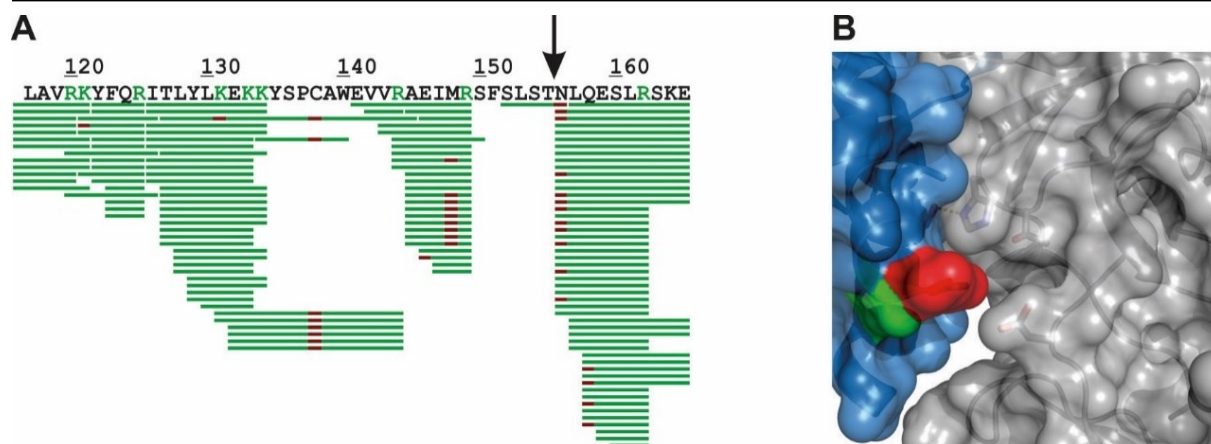 A
B
120 130 140 150 160
LAVRKYFQRITLYLKEKKYSPCAWEVVRAEIMRSFSLSTNLQESLRSKE